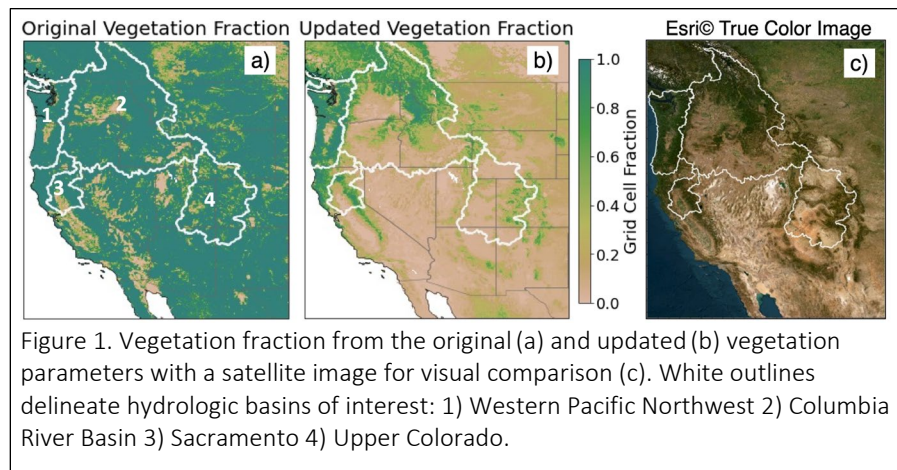 Original Vegetation Fraction
Updated Vegetation Fraction
Esri© True Color Image
a)
b)
c)
1
2
3
4
1.0
0.8
0.6
0.4
0.2
0.0
Grid Cell Fraction
Figure 1. Vegetation fraction from the original (a) and updated (b) vegetation
parameters with a satellite image for visual comparison (c). White outlines
delineate hydrologic basins of interest: 1) Western Pacific Northwest 2) Columbia
River Basin 3) Sacramento 4) Upper Colorado.